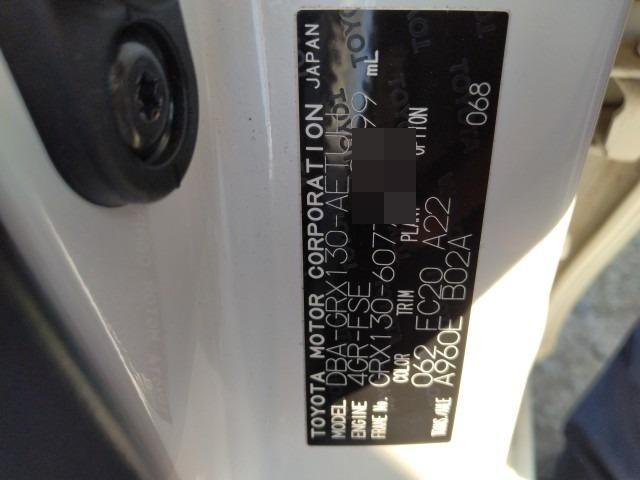 TOYOTA MOTOR CORPORATION JAPAN
MODEL DBA-GRX130-AETUH
ENGINE 4GR-FSE mL
FRAME No. GRX130-607
COLOR TRIM PLANT OPTION
062 FC20 A22 068
TRANS./AXLE A960E B02A